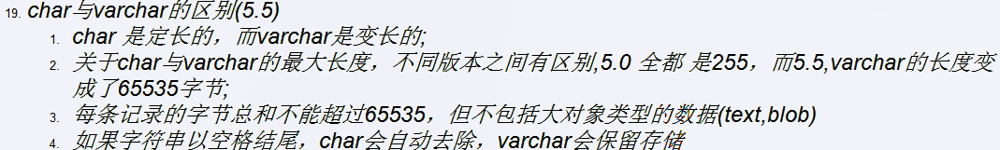 19. char与varchar的区别(5.5)
1. char 是定长的，而varchar是变长的;
2. 关于char与varchar的最大长度，不同版本之间有区别,5.0 全都 是255，而5.5,varchar的长度变
成了65535字节;
3. 每条记录的字节总和不能超过65535，但不包括大对象类型的数据(text,blob)
4. 如果字符串以空格结尾，char会自动去除，varchar会保留存储